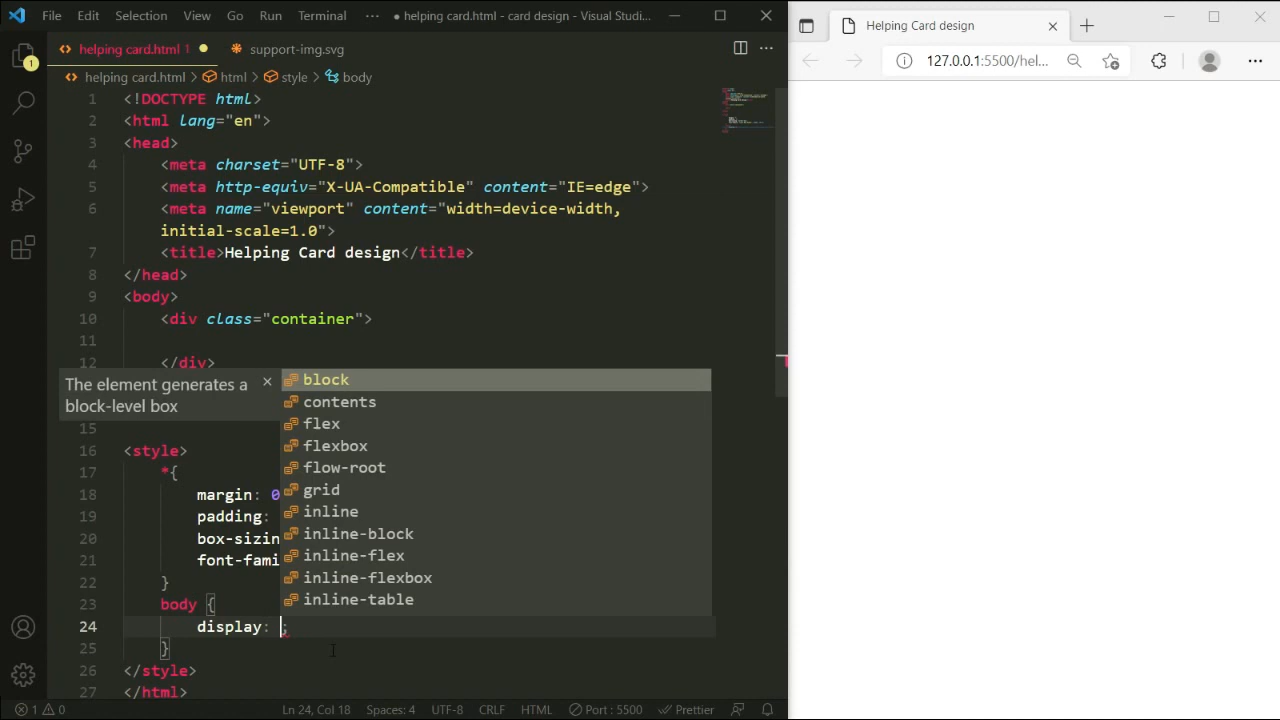 File Edit Selection View Go Run Terminal ··· ● helping card.html - card design - Visual Studi...
helping card.html 1 ● support-img.svg
helping card.html > html > style > body
1 <!DOCTYPE html>
2 <html lang="en">
3 <head>
4 <meta charset="UTF-8">
5 <meta http-equiv="X-UA-Compatible" content="IE=edge">
6 <meta name="viewport" content="width=device-width,
initial-scale=1.0">
7 <title>Helping Card design</title>
8 </head>
9 <body>
10 <div class="container">
11
12 </div>
The element generates a
block-level box
block
contents
flex
flexbox
flow-root
grid
inline
inline-block
inline-flex
inline-flexbox
inline-table
15
16 <style>
17 *{
18 margin: 0
19 padding:
20 box-sizin
21 font-fami
22 }
23 body {
24 display: ;
25 }
26 </style>
27 </html>
1 0 Ln 24, Col 18 Spaces: 4 UTF-8 CRLF HTML Port : 5500 Prettier
Helping Card design
127.0.0.1:5500/hel...
1